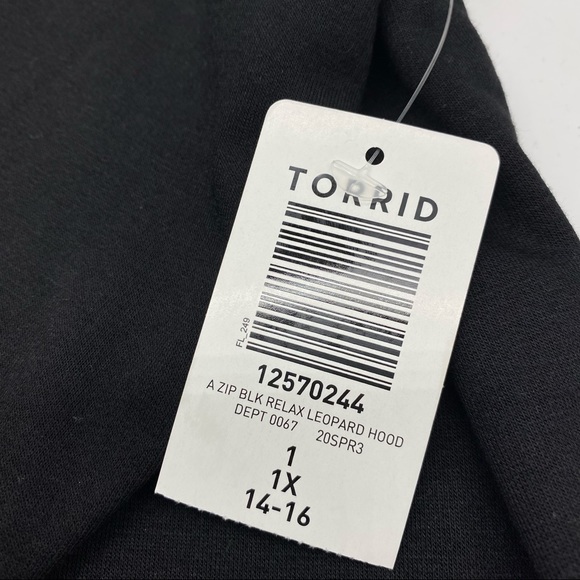 TORRID
FL_249
12570244
A ZIP BLK RELAX LEOPARD HOOD
DEPT 0067 20SPR3
1
1X
14-16